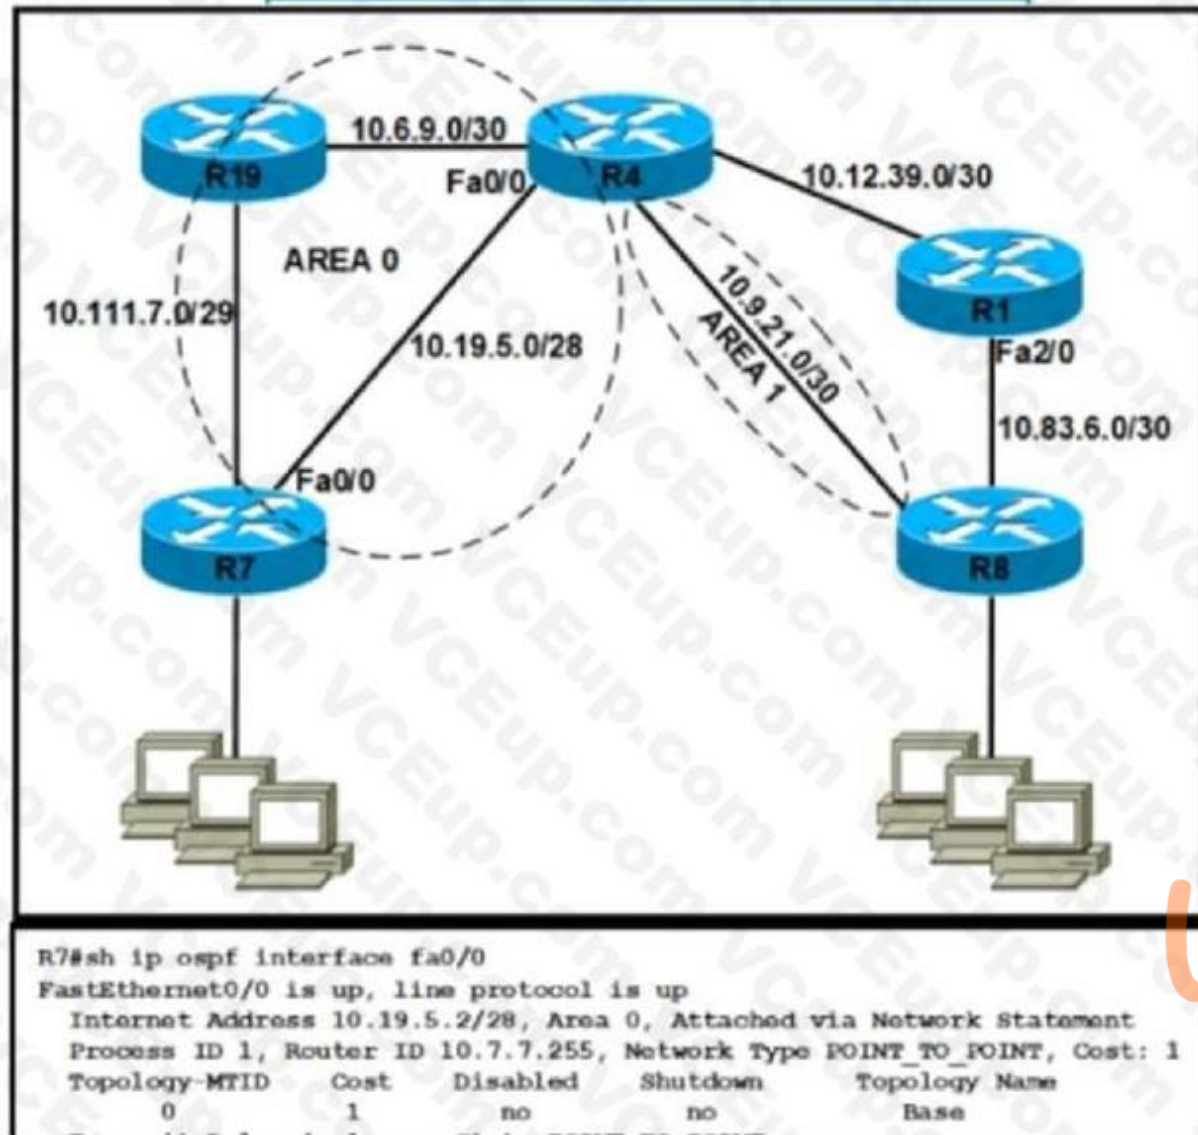 10.6.9.0/30
R19
Fa0/0
R4
10.12.39.0/30
AREA 0
10.111.7.0/29
10.19.5.0/28
10.9.21.0/30
AREA 1
R1
Fa2/0
10.83.6.0/30
Fa0/0
R7
R8
R7#sh ip ospf interface fa0/0
FastEthernet0/0 is up, line protocol is up
Internet Address 10.19.5.2/28, Area 0, Attached via Network Statement
Process ID 1, Router ID 10.7.7.255, Network Type POINT_TO_POINT, Cost: 1
Topology-MTID Cost Disabled Shutdown Topology Name
0 1 no no Base
VCEup.com